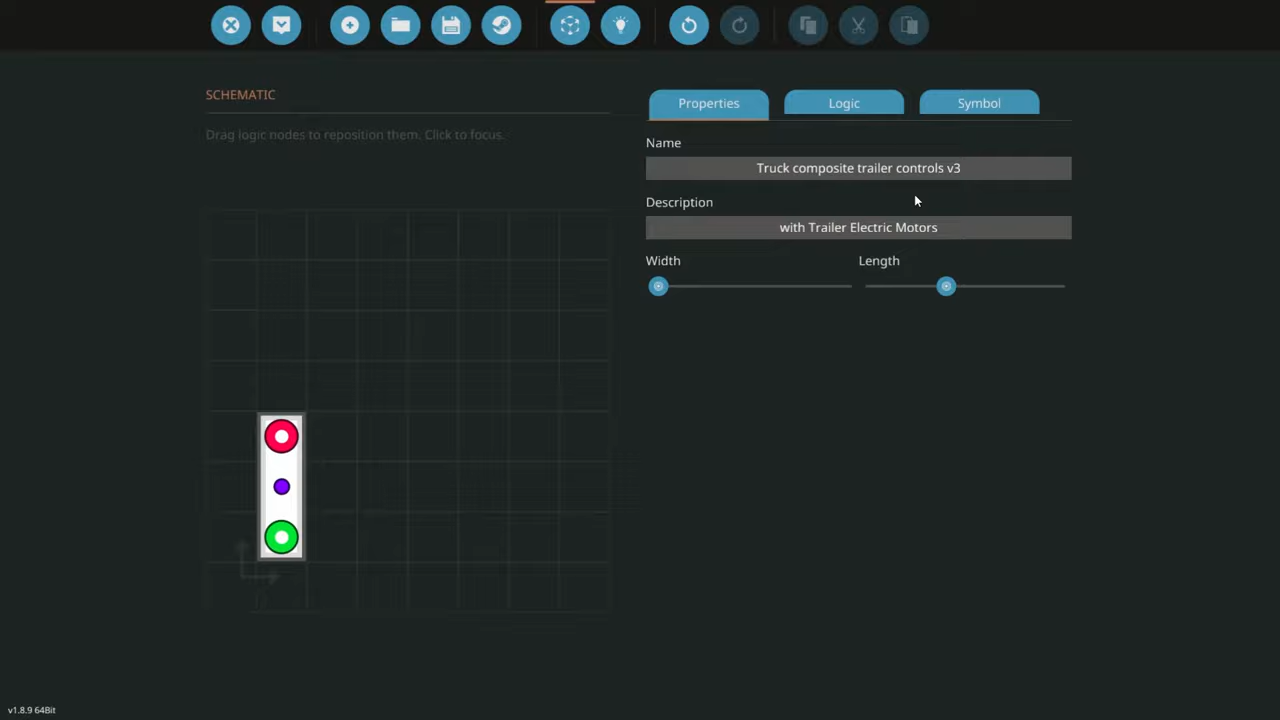 SCHEMATIC
Drag logic nodes to reposition them. Click to focus.
Properties
Logic
Symbol
Name
Truck composite trailer controls v3
Description
with Trailer Electric Motors
Width
Length
v1.8.9 64Bit